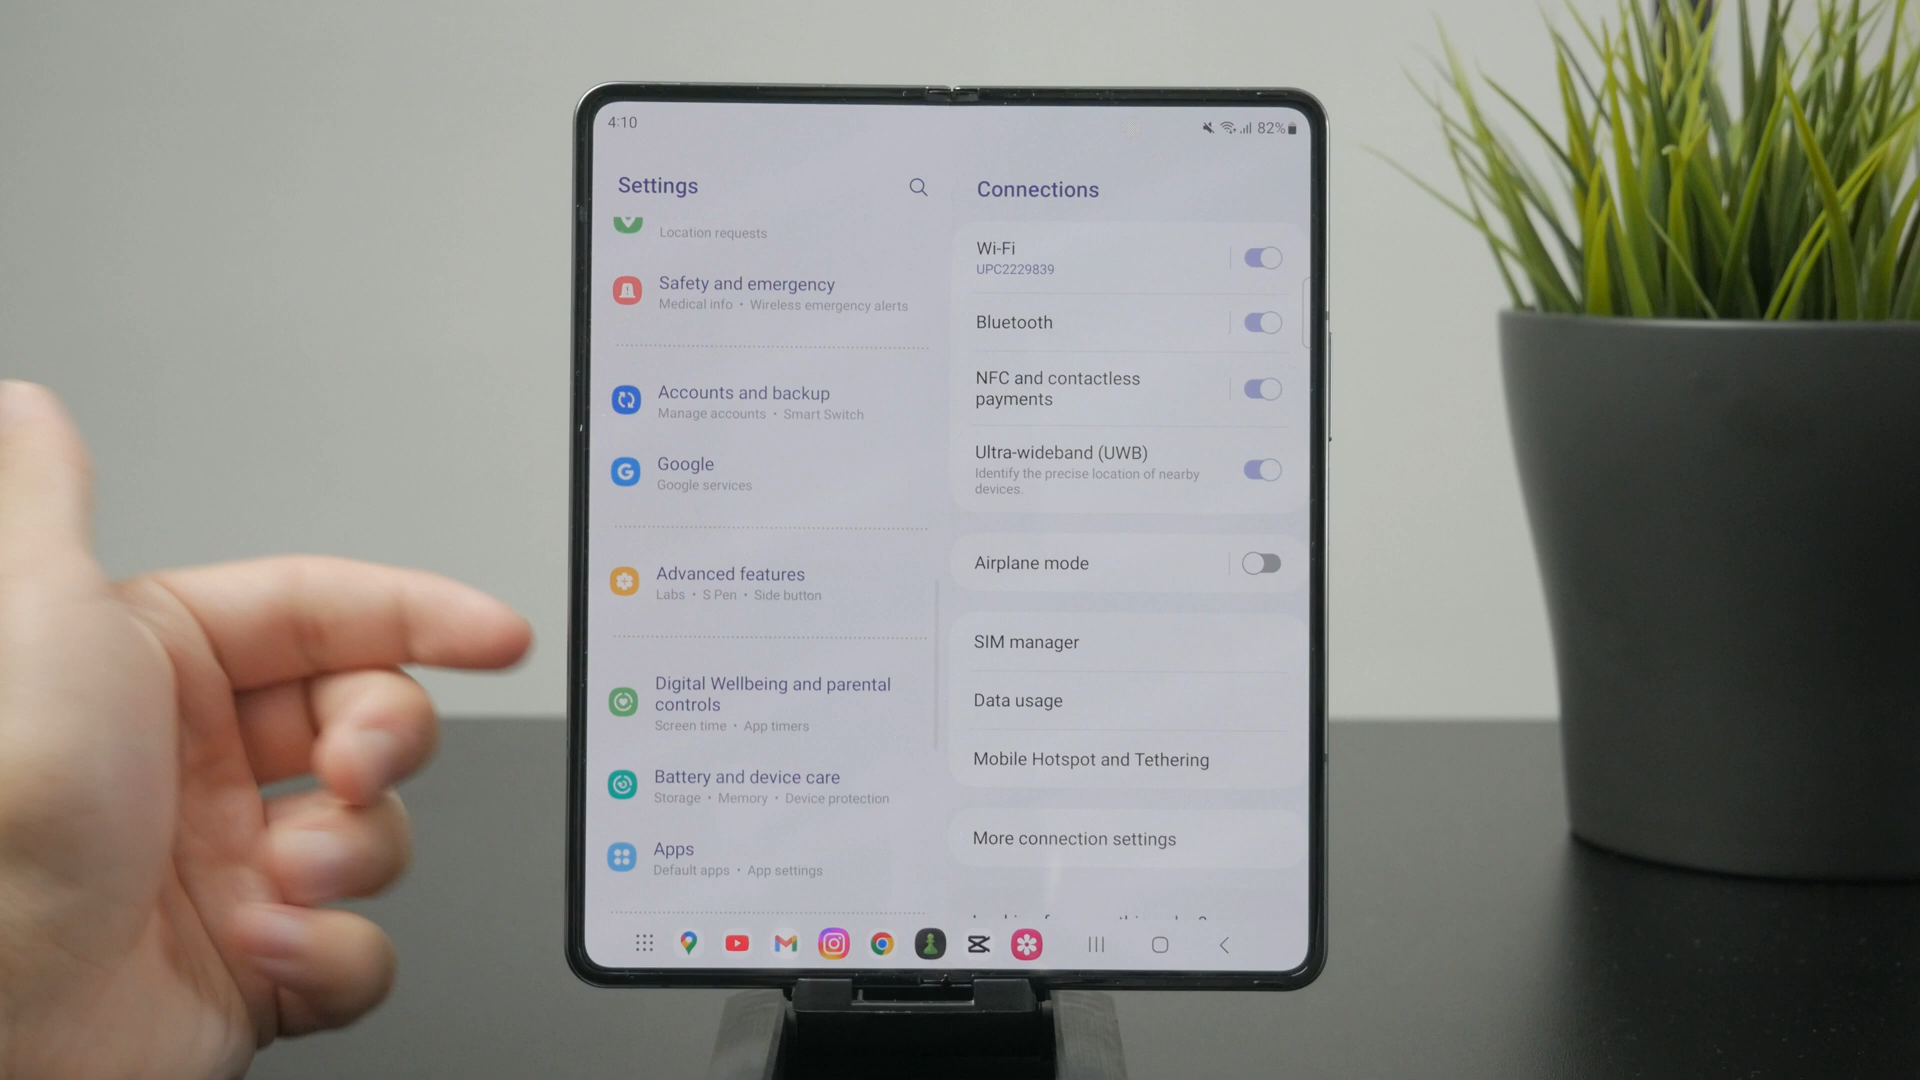 4:10
82%
Settings
Location requests
Safety and emergency
Medical info • Wireless emergency alerts
Accounts and backup
Manage accounts • Smart Switch
Google
Google services
Advanced features
Labs • S Pen • Side button
Digital Wellbeing and parental
controls
Screen time • App timers
Battery and device care
Storage • Memory • Device protection
Apps
Default apps • App settings
Connections
Wi-Fi
UPC2229839
Bluetooth
NFC and contactless
payments
Ultra-wideband (UWB)
Identify the precise location of nearby
devices.
Airplane mode
SIM manager
Data usage
Mobile Hotspot and Tethering
More connection settings